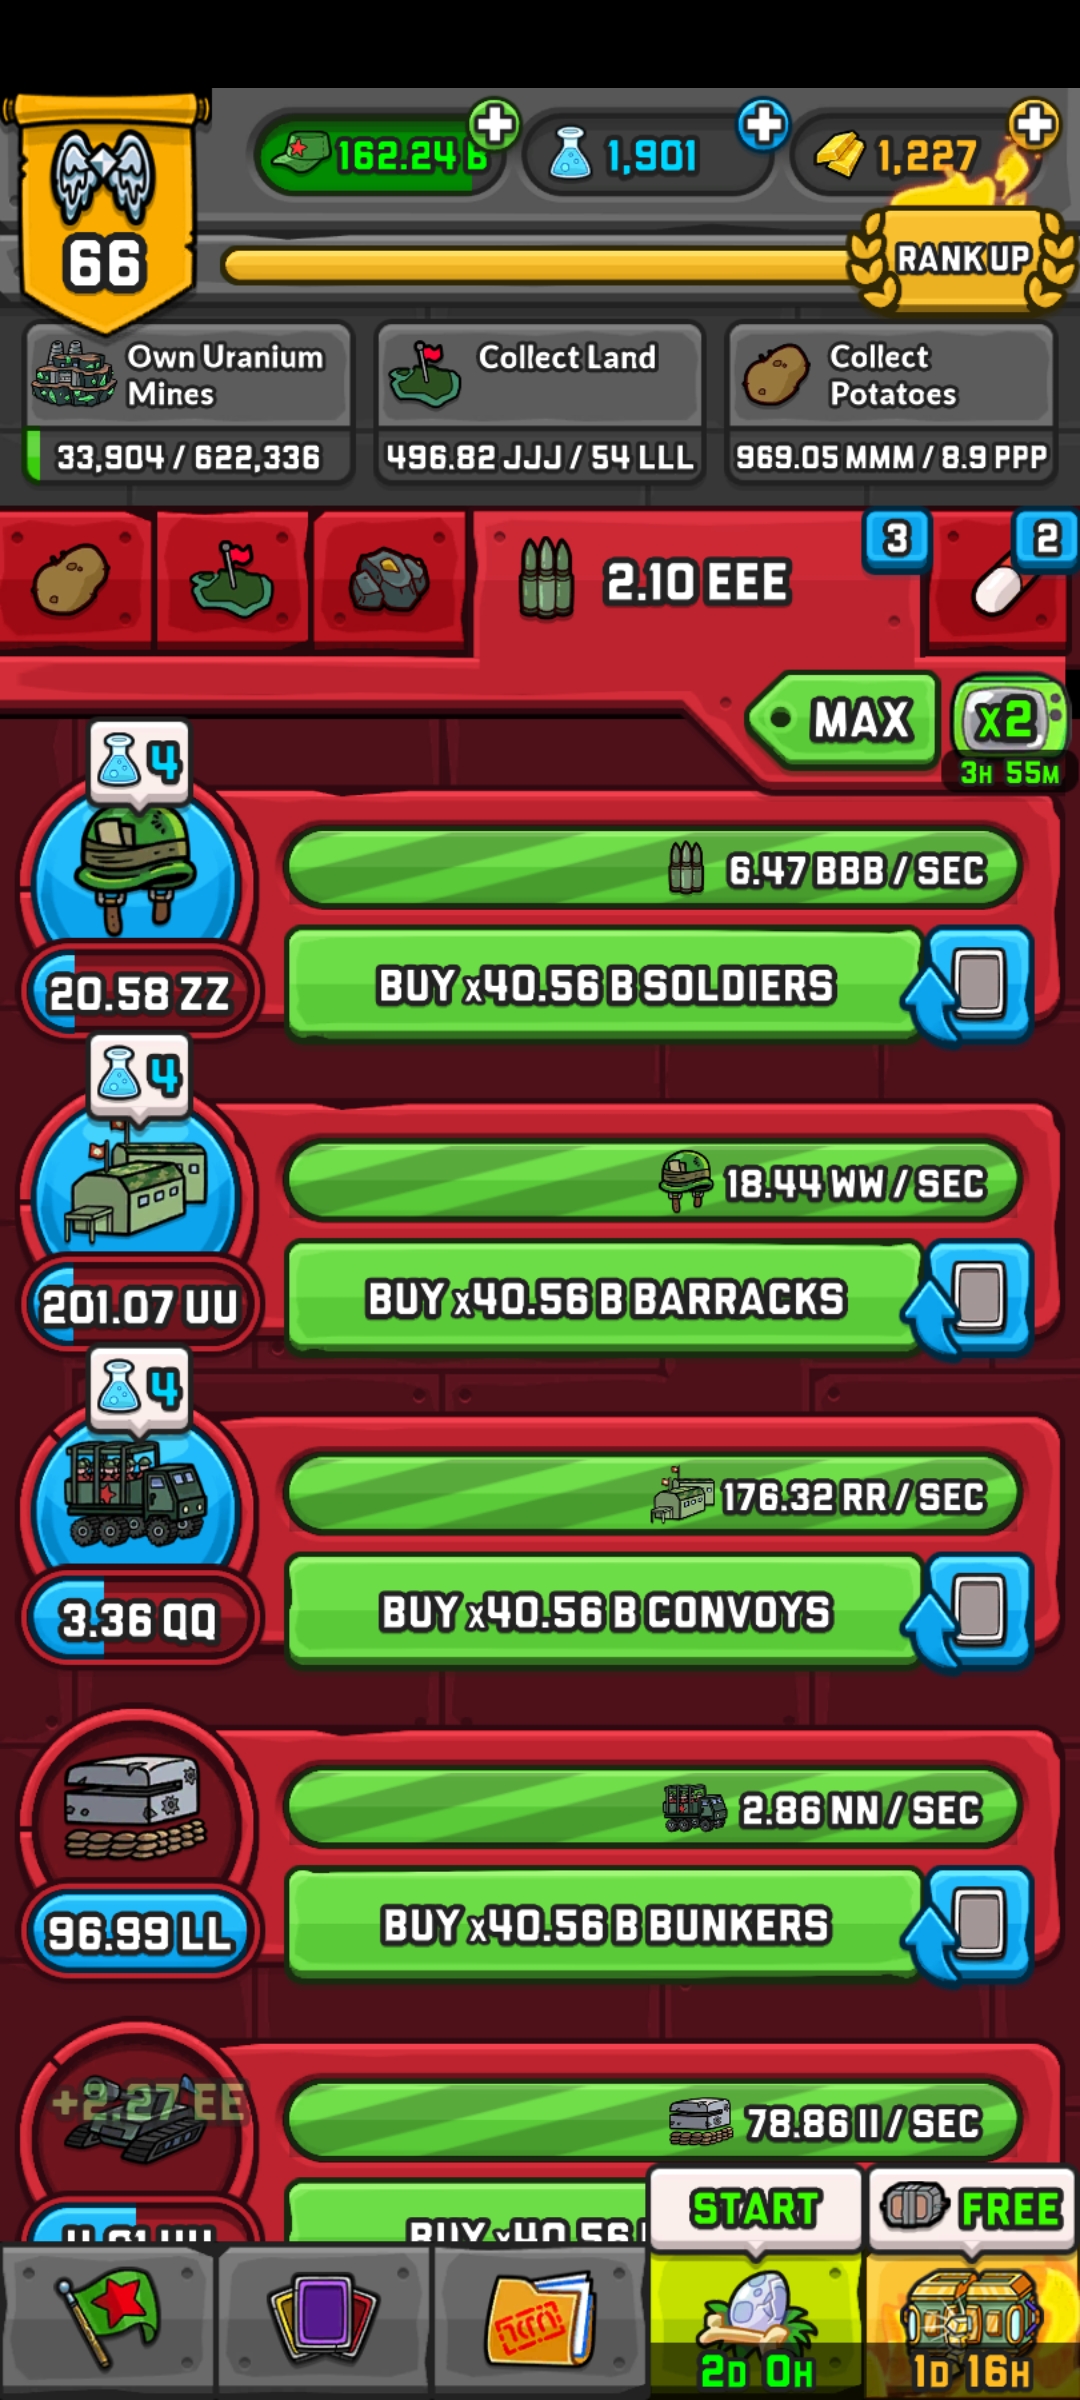 162.24 B
1,901
1,227
66
RANK UP
Own Uranium
Mines
33,904 / 622,336
Collect Land
496.82 JJJ / 54 LLL
Collect
Potatoes
969.05 MMM / 8.9 PPP
2.10 EEE
3
2
MAX
x2
3H 55M
4
6.47 BBB / SEC
20.58 ZZ
BUY x40.56 B SOLDIERS
4
18.44 WW / SEC
201.07 UU
BUY x40.56 B BARRACKS
4
176.32 RR / SEC
3.36 QQ
BUY x40.56 B CONVOYS
2.86 NN / SEC
96.99 LL
BUY x40.56 B BUNKERS
+2.27 EE
78.86 II / SEC
BUY x40.56
START
FREE
2D 0H
1D 16H